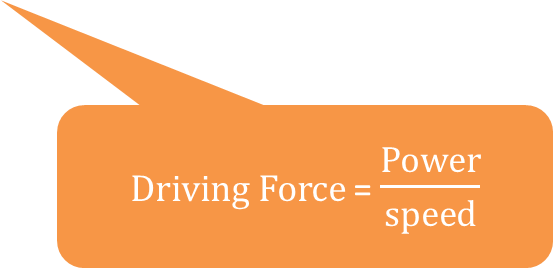 Driving Force = Power
speed